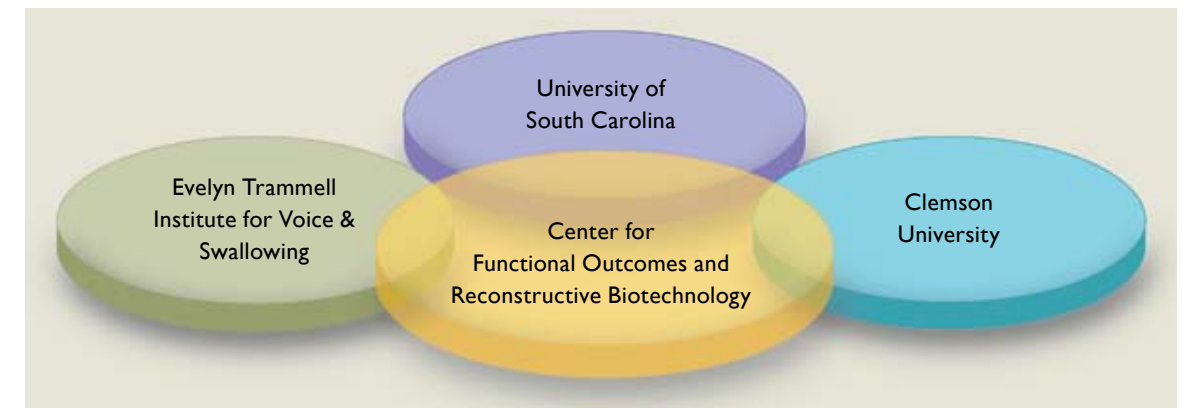 University of
South Carolina
Evelyn Trammell
Institute for Voice &
Swallowing
Center for
Functional Outcomes and
Reconstructive Biotechnology
Clemson
University